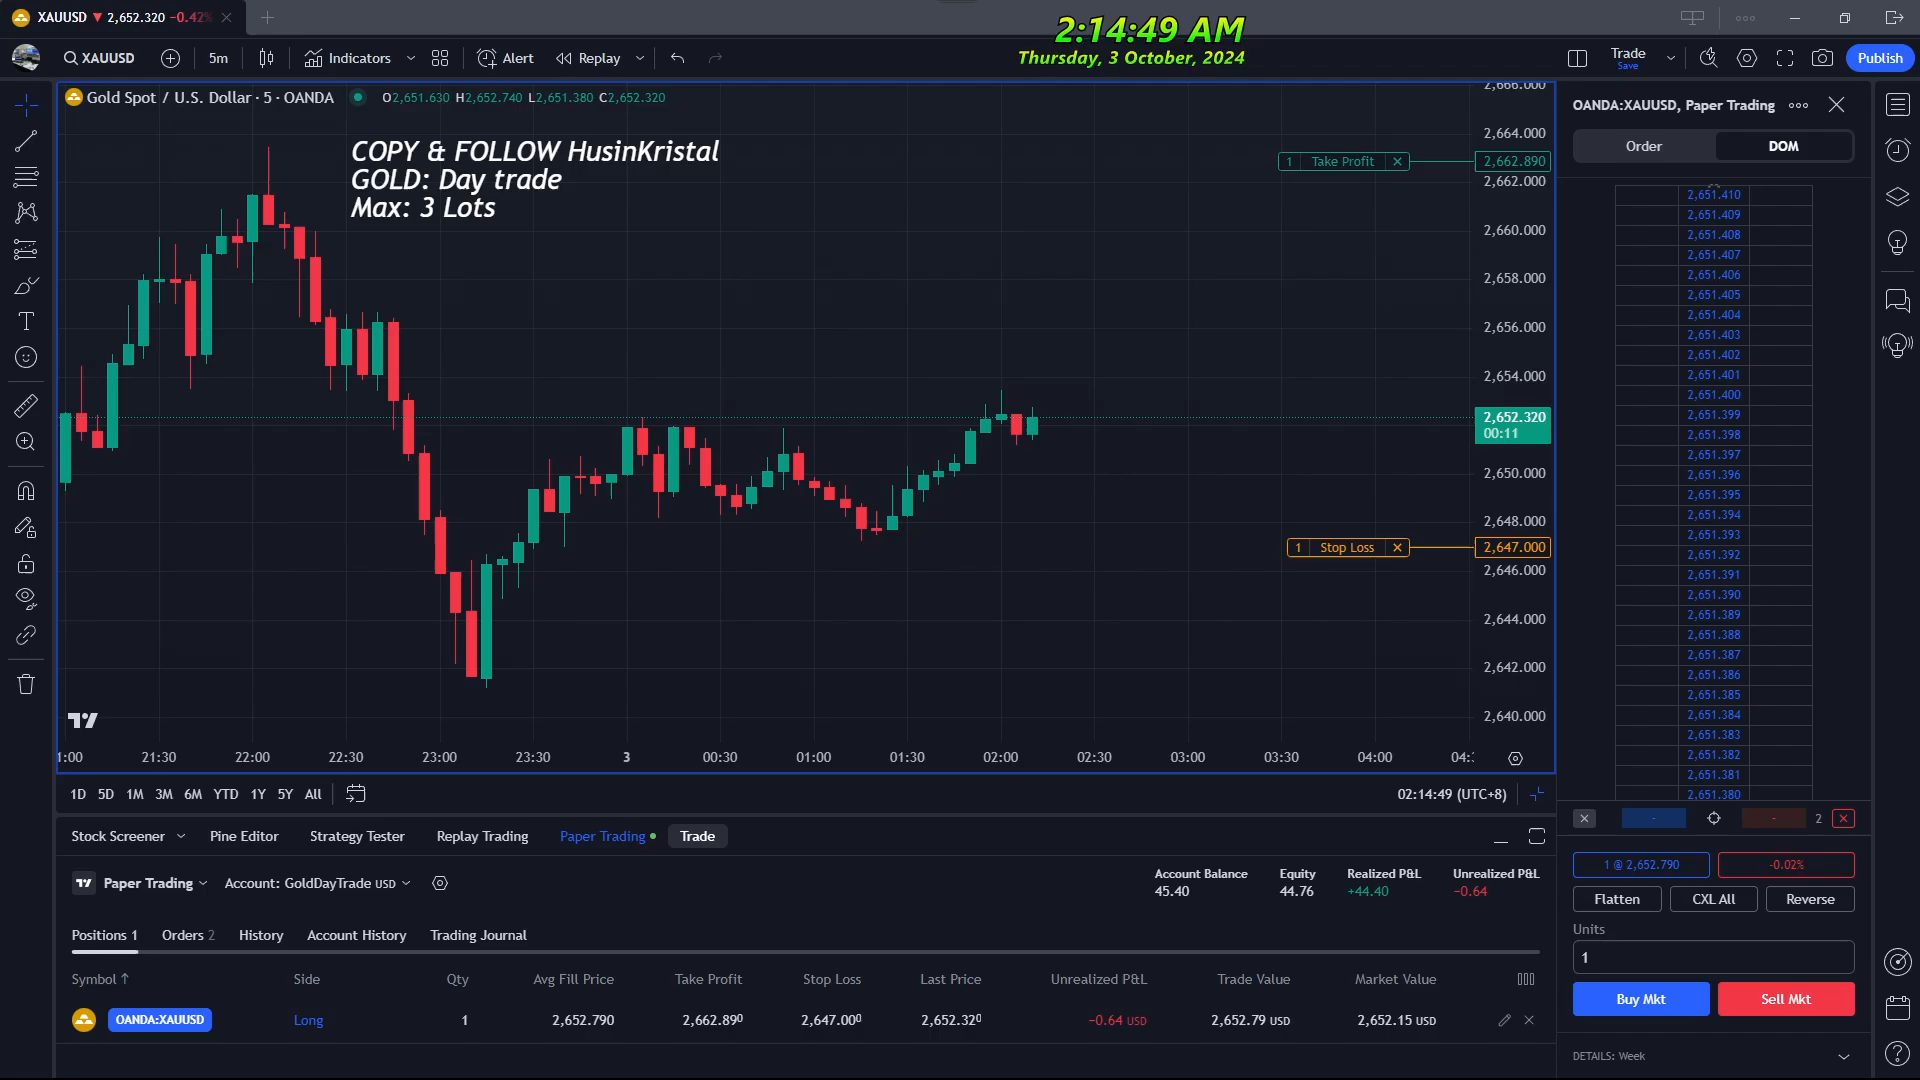 XAUUSD ▼ 2,652.320 −0.42%
2:14:49 AM
Thursday, 3 October, 2024
XAUUSD 5m Indicators Alert Replay Trade Save Publish
Gold Spot / U.S. Dollar · 5 · OANDA O2,651.630 H2,652.740 L2,651.380 C2,652.320
COPY & FOLLOW HusinKristal
GOLD: Day trade
Max: 3 Lots
1 Take Profit 2,662.890
1 Stop Loss 2,647.000
2,666.000
2,664.000
2,662.000
2,660.000
2,658.000
2,656.000
2,654.000
2,652.320
00:11
2,650.000
2,648.000
2,646.000
2,644.000
2,642.000
2,640.000
1:00 21:30 22:00 22:30 23:00 23:30 3 00:30 01:00 01:30 02:00 02:30 03:00 03:30 04:00
1D 5D 1M 3M 6M YTD 1Y 5Y All 02:14:49 (UTC+8)
Stock Screener Pine Editor Strategy Tester Replay Trading Paper Trading Trade
Paper Trading Account: GoldDayTrade USD
Account Balance Equity Realized P&L Unrealized P&L
45.40 44.76 +44.40 −0.64
Positions 1 Orders 2 History Account History Trading Journal
Symbol Side Qty Avg Fill Price Take Profit Stop Loss Last Price Unrealized P&L Trade Value Market Value
OANDA:XAUUSD Long 1 2,652.790 2,662.890 2,647.000 2,652.320 −0.64 USD 2,652.79 USD 2,652.15 USD
OANDA:XAUUSD, Paper Trading
Order DOM
2,651.410
2,651.409
2,651.408
2,651.407
2,651.406
2,651.405
2,651.404
2,651.403
2,651.402
2,651.401
2,651.400
2,651.399
2,651.398
2,651.397
2,651.396
2,651.395
2,651.394
2,651.393
2,651.392
2,651.391
2,651.390
2,651.389
2,651.388
2,651.387
2,651.386
2,651.385
2,651.384
2,651.383
2,651.382
2,651.381
2,651.380
- - 2
1 @ 2,652.790 -0.02%
Flatten CXL All Reverse
Units
1
Buy Mkt Sell Mkt
DETAILS: Week